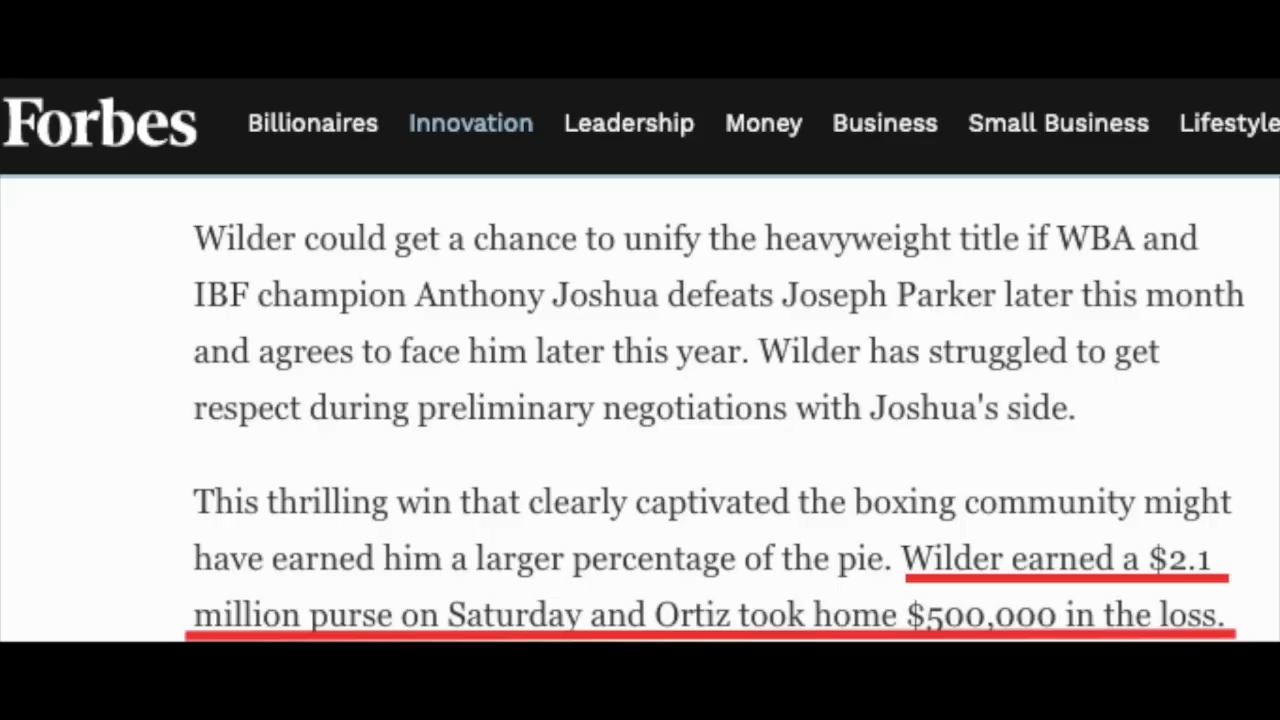 Forbes Billionaires Innovation Leadership Money Business Small Business Lifestyle
Wilder could get a chance to unify the heavyweight title if WBA and
IBF champion Anthony Joshua defeats Joseph Parker later this month
and agrees to face him later this year. Wilder has struggled to get
respect during preliminary negotiations with Joshua's side.
This thrilling win that clearly captivated the boxing community might
have earned him a larger percentage of the pie. Wilder earned a $2.1
million purse on Saturday and Ortiz took home $500,000 in the loss.